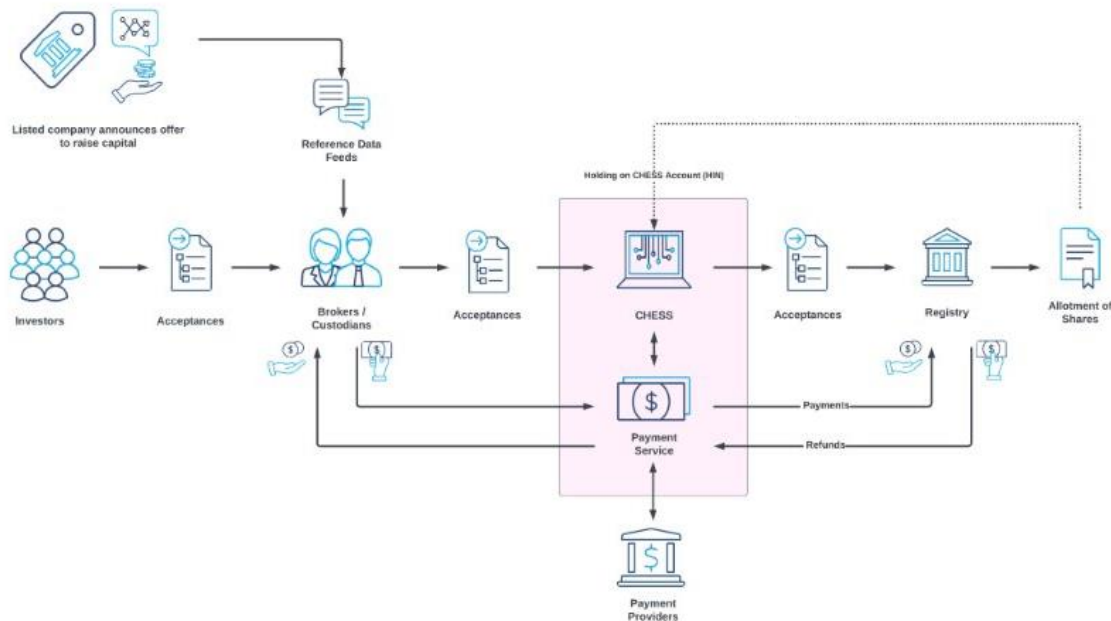 Listed company announces offer
to raise capital
Reference Data
Feeds
Holding on CHESS Account (HIN)
Investors
Acceptances
Brokers /
Custodians
Acceptances
CHESS
Acceptances
Registry
Allotment of
Shares
Payments
Refunds
Payment
Service
Payment
Providers